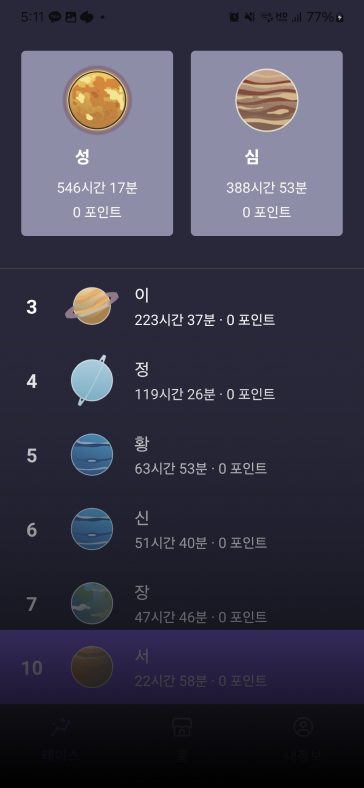 5:11
77%
성
546시간 17분
0 포인트
심
388시간 53분
0 포인트
3
이
223시간 37분 · 0 포인트
4
정
119시간 26분 · 0 포인트
5
황
63시간 53분 · 0 포인트
6
신
51시간 40분 · 0 포인트
7
장
47시간 46분 · 0 포인트
10
서
22시간 58분 · 0 포인트
홈